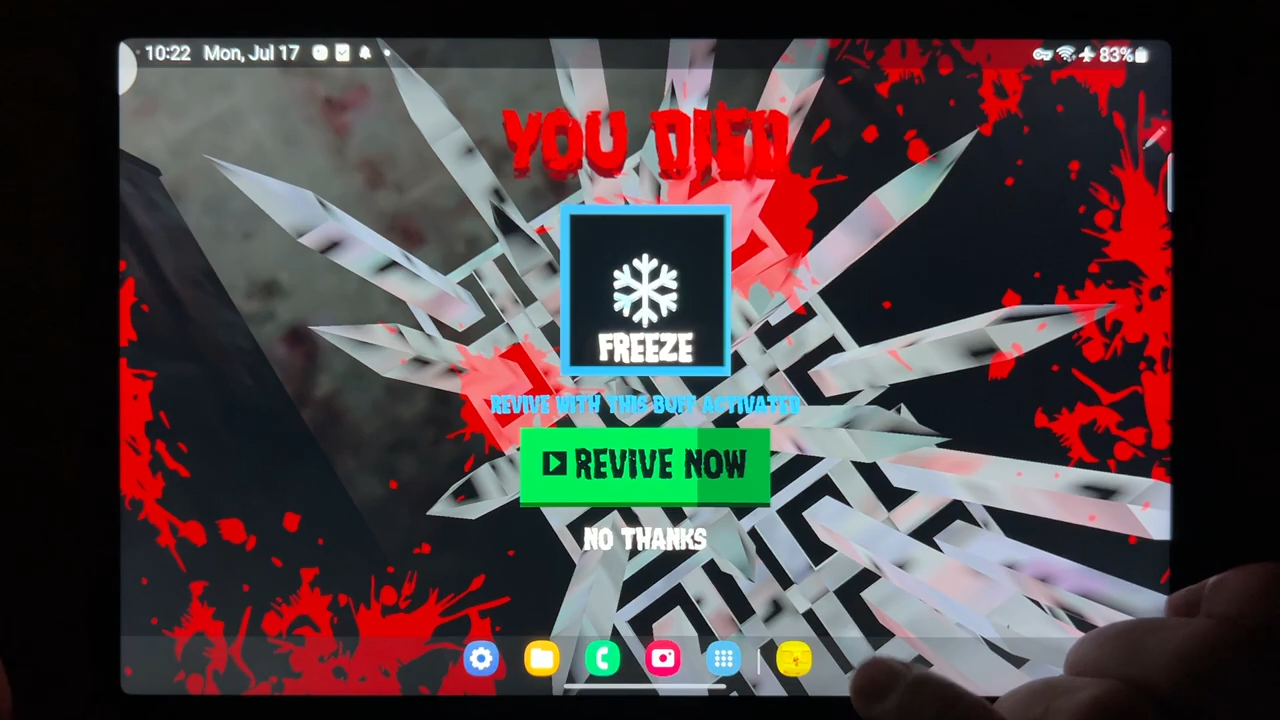 10:22 Mon, Jul 17
83%
YOU DIED
FREEZE
REVIVE WITH THIS BUFF ACTIVATED
REVIVE NOW
NO THANKS